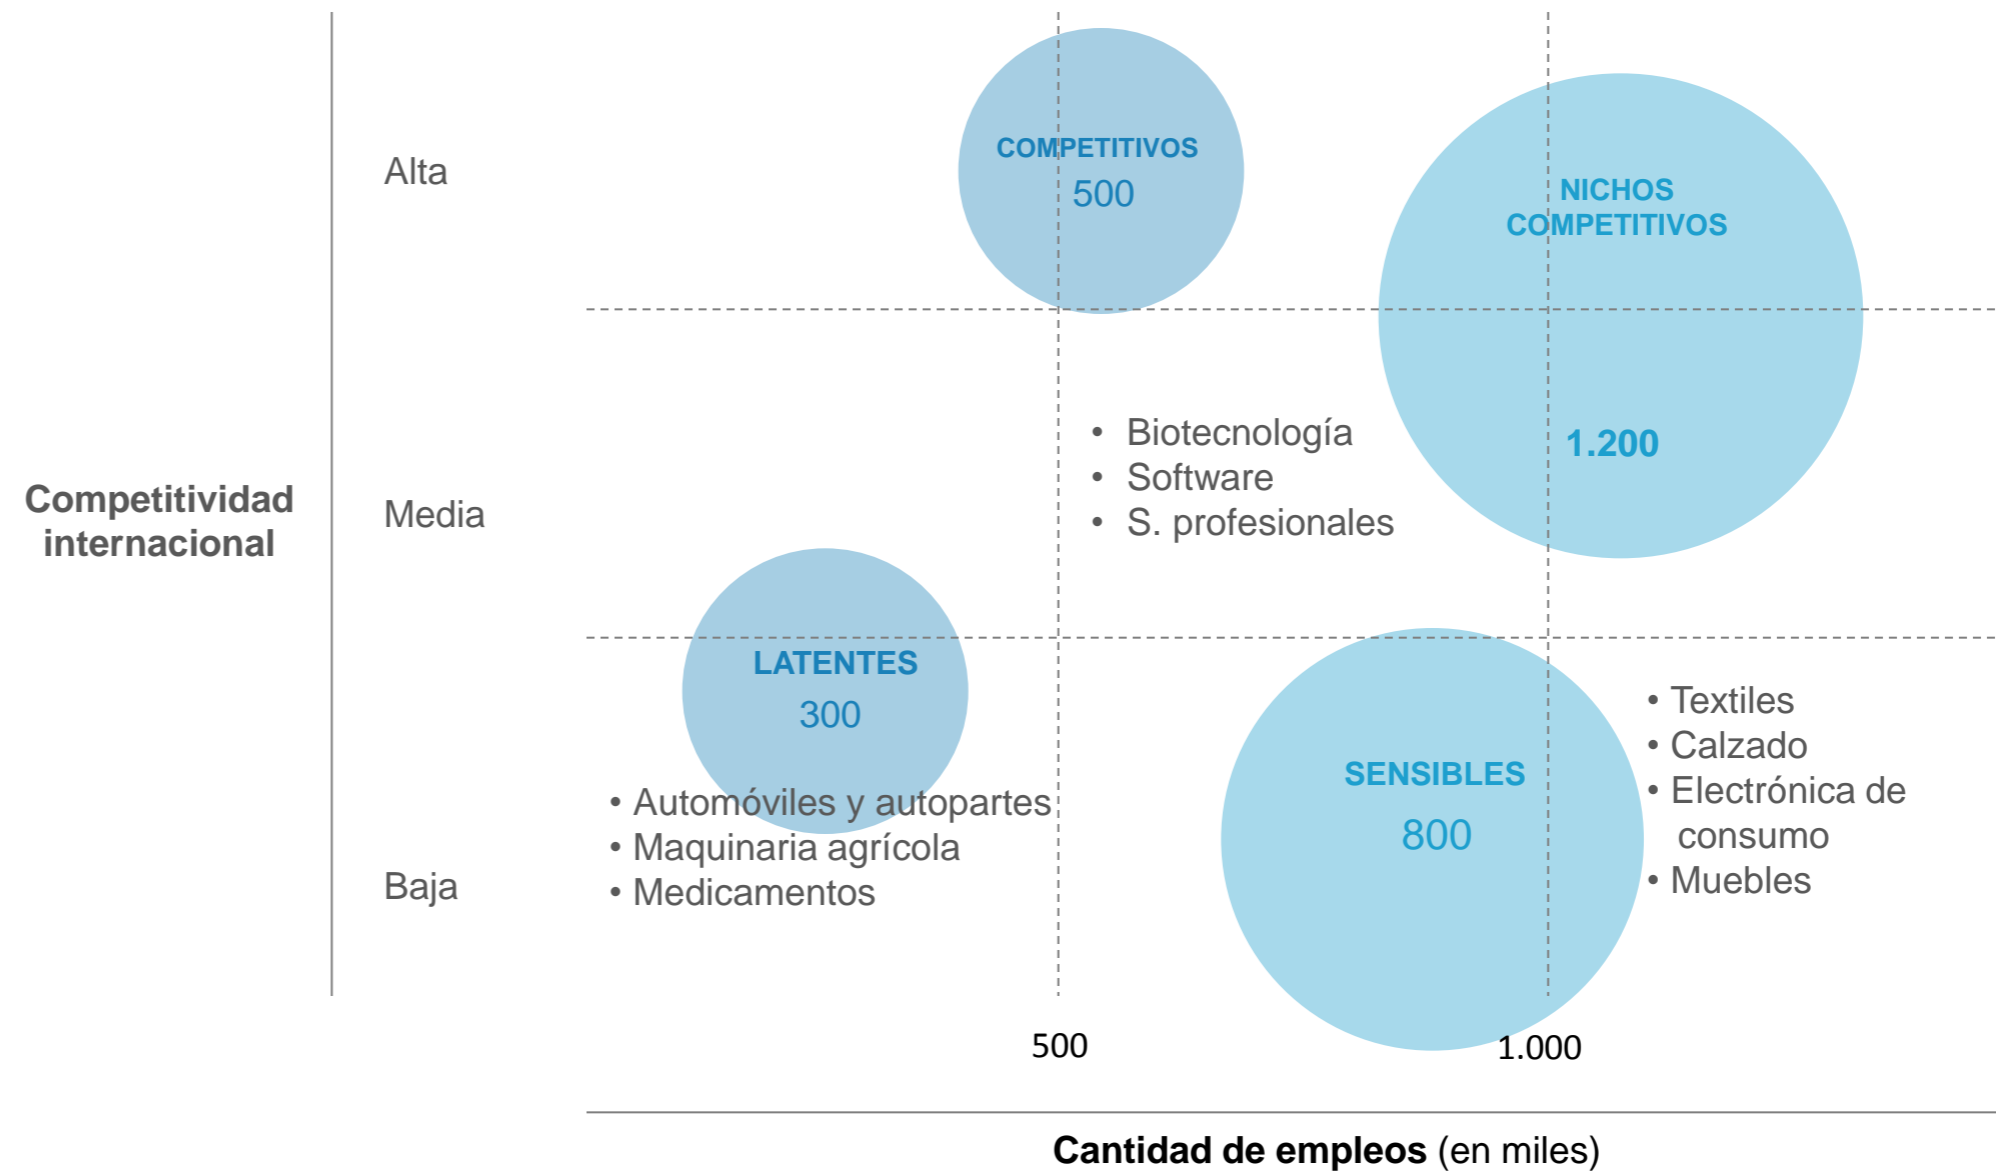 Competitividad
internacional
Alta
Media
Baja
COMPETITIVOS
500
NICHOS
COMPETITIVOS
1.200
• Biotecnología
• Software
• S. profesionales
LATENTES
300
• Automóviles y autopartes
• Maquinaria agrícola
• Medicamentos
SENSIBLES
800
• Textiles
• Calzado
• Electrónica de
consumo
• Muebles
500
1.000
Cantidad de empleos (en miles)